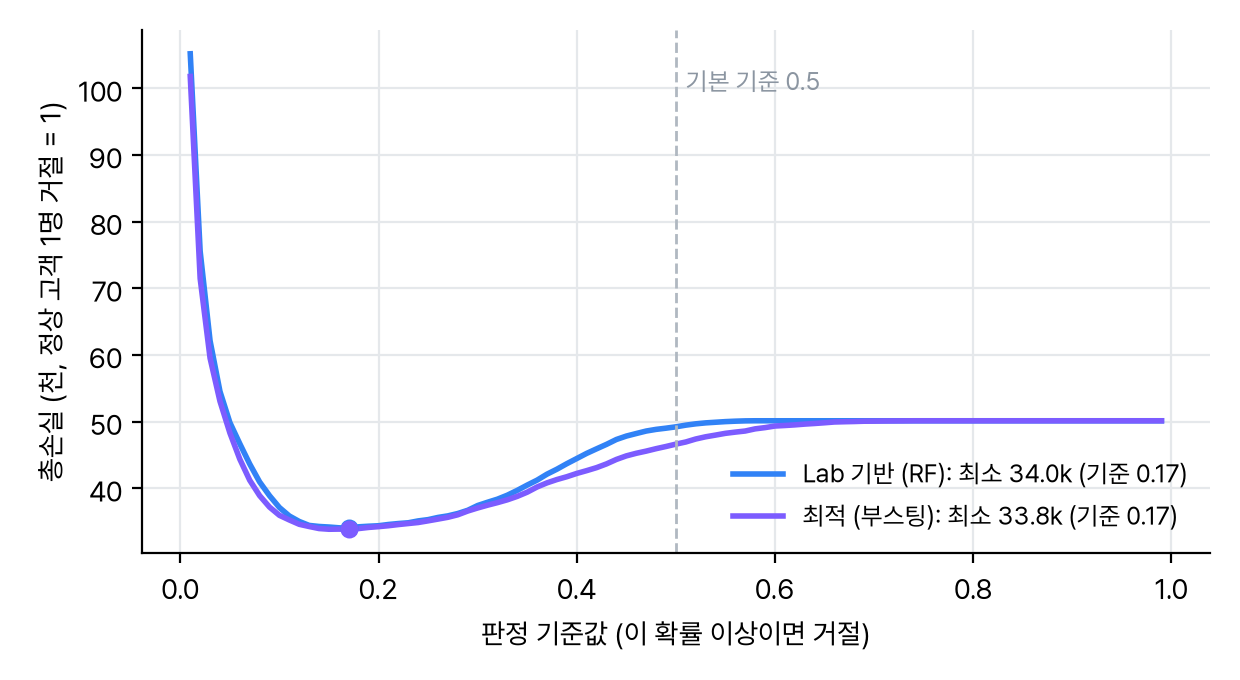 총손실 (천, 정상 고객 1명 거절 = 1)
100
90
80
70
60
50
40
기본 기준 0.5
Lab 기반 (RF): 최소 34.0k (기준 0.17)
최적 (부스팅): 최소 33.8k (기준 0.17)
0.0 0.2 0.4 0.6 0.8 1.0
판정 기준값 (이 확률 이상이면 거절)